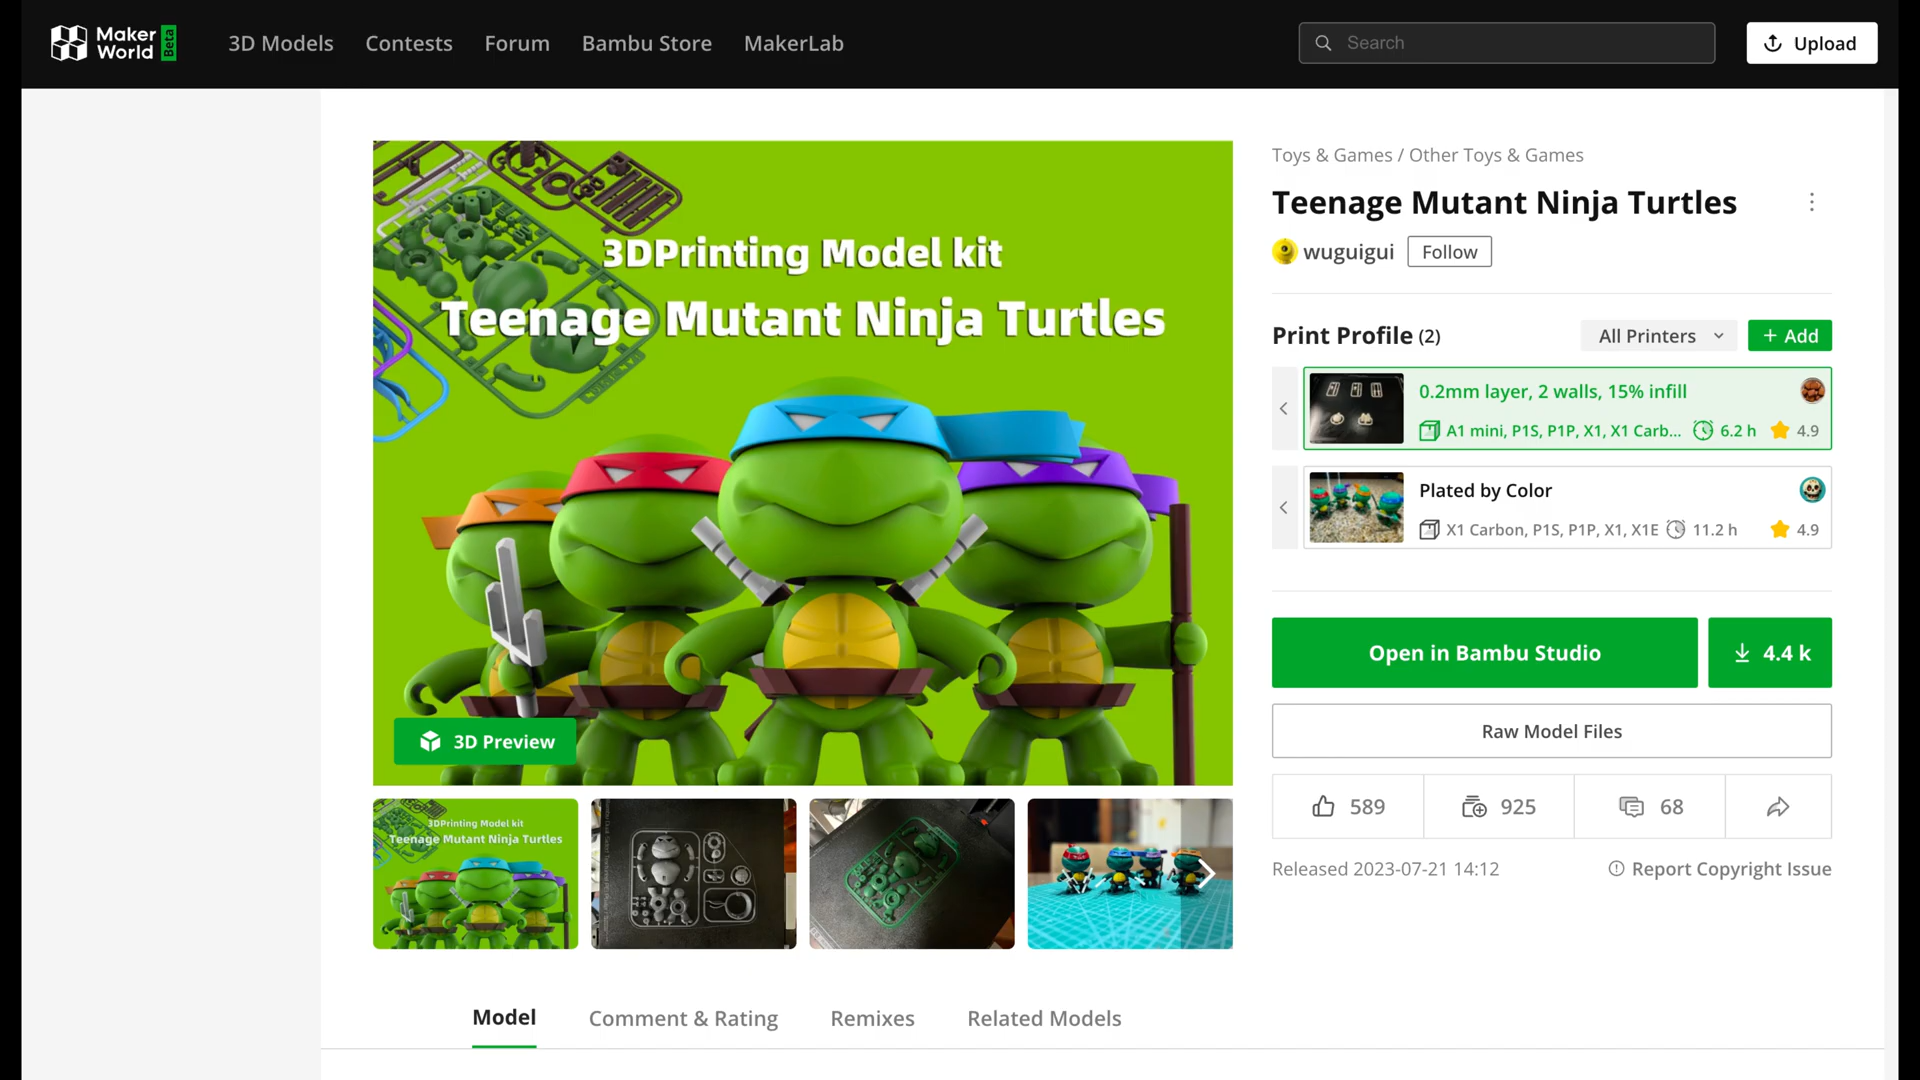 Maker World Beta
3D Models
Contests
Forum
Bambu Store
MakerLab
Search
Upload
3DPrinting Model kit
Teenage Mutant Ninja Turtles
3D Preview
3DPrinting Model kit
Teenage Mutant Ninja Turtles
Toys & Games / Other Toys & Games
Teenage Mutant Ninja Turtles
wuguigui
Follow
Print Profile (2)
All Printers
+ Add
0.2mm layer, 2 walls, 15% infill
A1 mini, P1S, P1P, X1, X1 Carb...
6.2 h
4.9
Plated by Color
X1 Carbon, P1S, P1P, X1, X1E
11.2 h
4.9
Open in Bambu Studio
4.4 k
Raw Model Files
589
925
68
Released 2023-07-21 14:12
Report Copyright Issue
Model
Comment & Rating
Remixes
Related Models